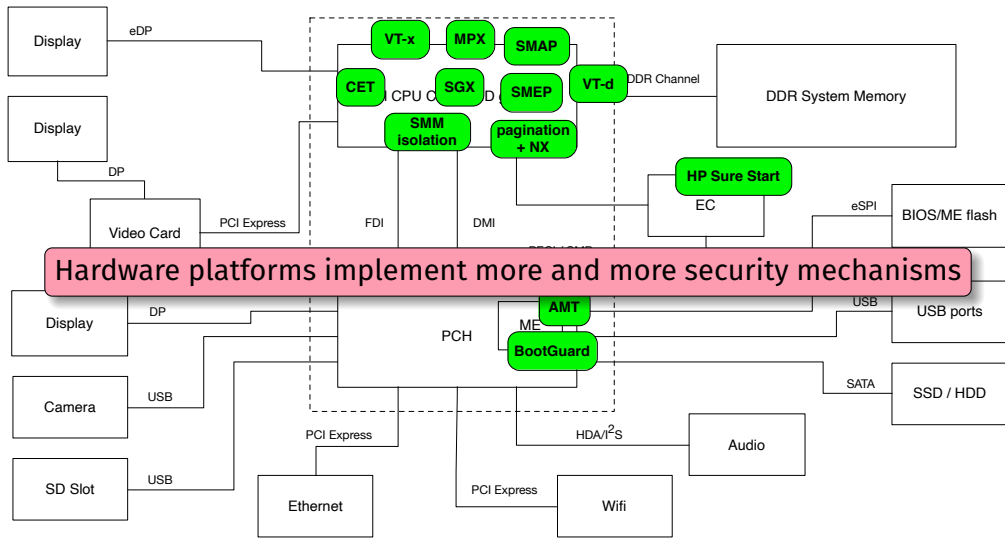 Display
eDP
VT-x
MPX
SMAP
CET
SGX
SMEP
VT-d
CPU C
DDR Channel
DDR System Memory
SMM
isolation
pagination
+ NX
Display
DP
Video Card
PCI Express
FDI
DMI
HP Sure Start
EC
eSPI
BIOS/ME flash
Hardware platforms implement more and more security mechanisms
Display
DP
PCH
ME
AMT
BootGuard
USB
USB ports
Camera
USB
SATA
SSD / HDD
SD Slot
USB
PCI Express
Ethernet
PCI Express
Wifi
HDA/I²S
Audio